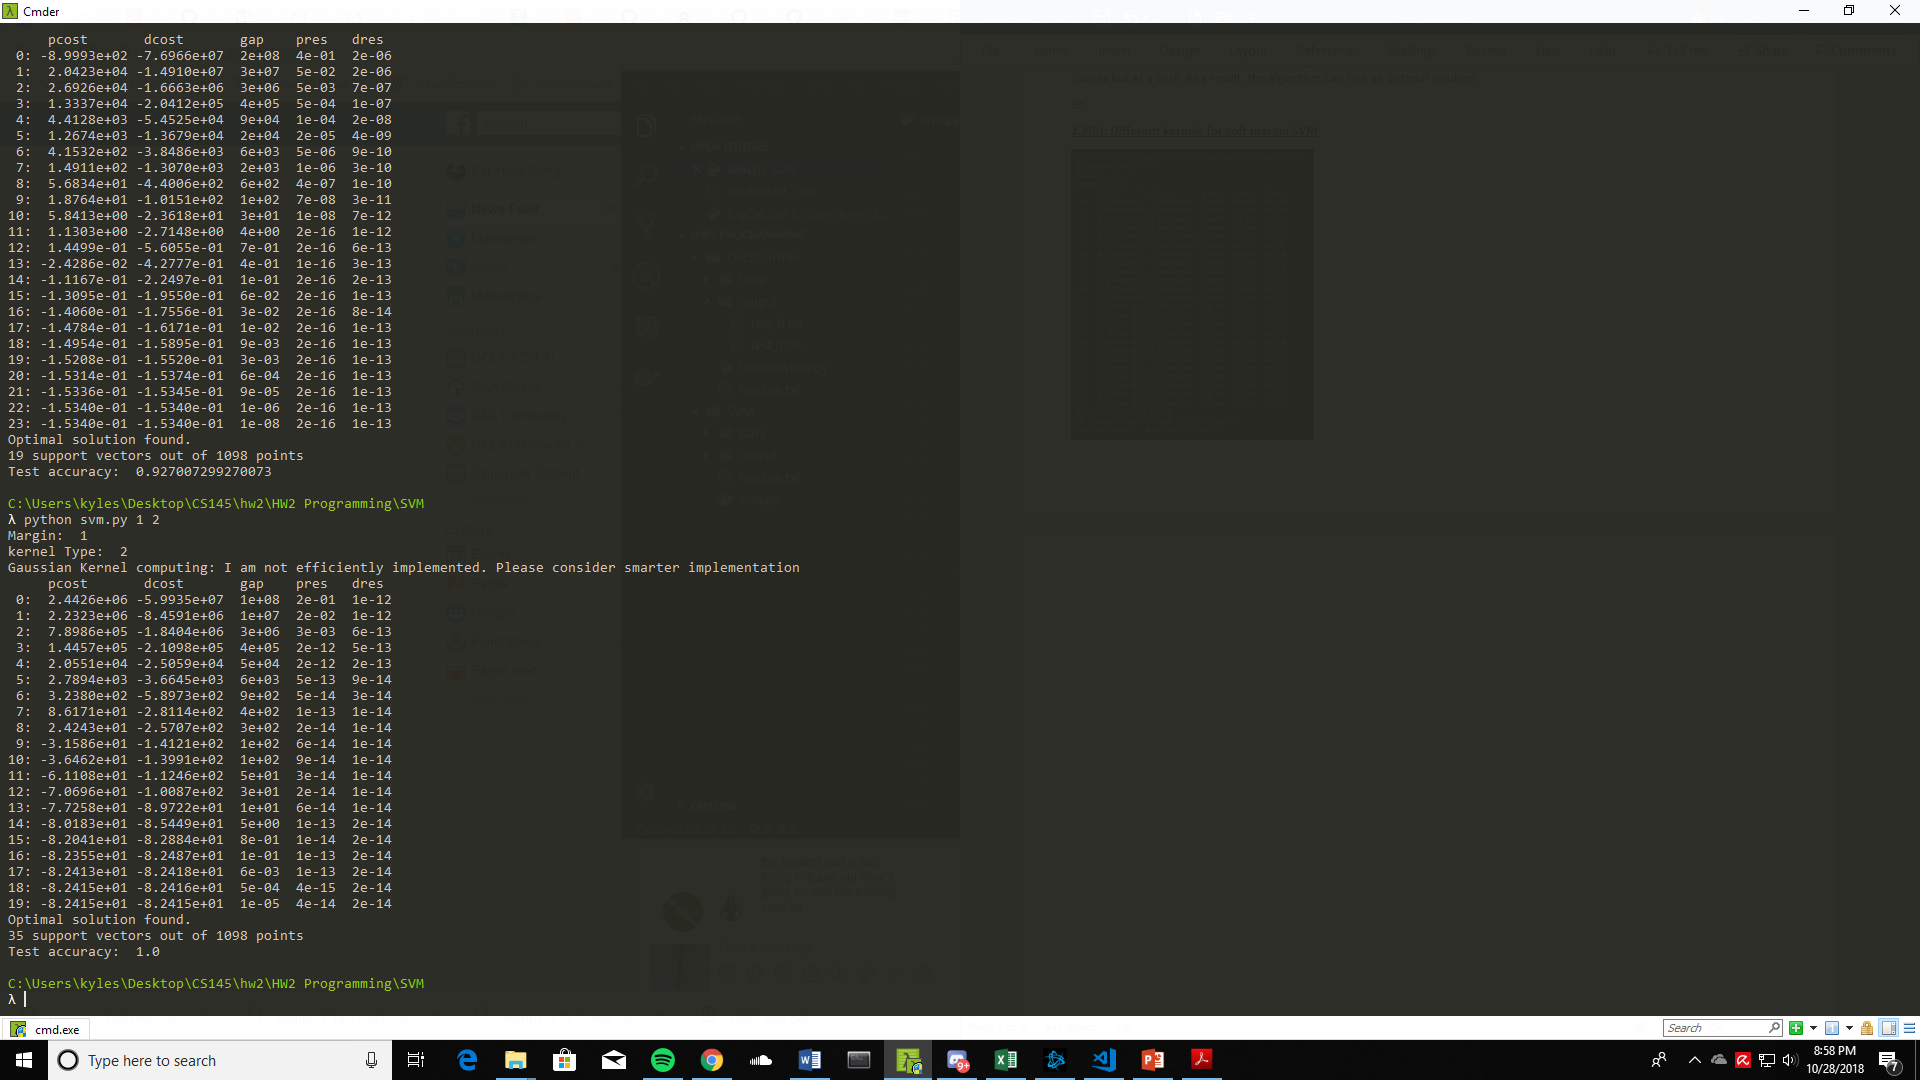 Cmder
pcost dcost gap pres dres
0: -8.9993e+02 -7.6966e+07 2e+08 4e-01 2e-06
1: 2.0423e+04 -1.4910e+07 3e+07 5e-02 2e-06
2: 2.6926e+04 -1.6663e+06 3e+06 5e-03 7e-07
3: 1.3337e+04 -2.0412e+05 4e+05 5e-04 1e-07
4: 4.4128e+03 -5.4525e+04 9e+04 1e-04 2e-08
5: 1.2674e+03 -1.3679e+04 2e+04 2e-05 4e-09
6: 4.1532e+02 -3.8486e+03 6e+03 5e-06 9e-10
7: 1.4911e+02 -1.3070e+03 2e+03 1e-06 3e-10
8: 5.6834e+01 -4.4006e+02 6e+02 4e-07 1e-10
9: 1.8764e+01 -1.0151e+02 1e+02 7e-08 3e-11
10: 5.8413e+00 -2.3618e+01 3e+01 1e-08 7e-12
11: 1.1303e+00 -2.7148e+00 4e+00 2e-16 1e-12
12: 1.4499e-01 -5.6055e-01 7e-01 2e-16 6e-13
13: -2.4286e-02 -4.2777e-01 4e-01 1e-16 3e-13
14: -1.1167e-01 -2.2497e-01 1e-01 2e-16 2e-13
15: -1.3095e-01 -1.9550e-01 6e-02 2e-16 1e-13
16: -1.4060e-01 -1.7556e-01 3e-02 2e-16 8e-14
17: -1.4784e-01 -1.6171e-01 1e-02 2e-16 1e-13
18: -1.4954e-01 -1.5895e-01 9e-03 2e-16 1e-13
19: -1.5208e-01 -1.5520e-01 3e-03 2e-16 1e-13
20: -1.5314e-01 -1.5374e-01 6e-04 2e-16 1e-13
21: -1.5336e-01 -1.5345e-01 9e-05 2e-16 1e-13
22: -1.5340e-01 -1.5340e-01 1e-06 2e-16 1e-13
23: -1.5340e-01 -1.5340e-01 1e-08 2e-16 1e-13
Optimal solution found.
19 support vectors out of 1098 points
Test accuracy: 0.927007299270073
C:\Users\kyles\Desktop\CS145\hw2\HW2 Programming\SVM
λ python svm.py 1 2
Margin: 1
kernel Type: 2
Gaussian Kernel computing: I am not efficiently implemented. Please consider smarter implementation
pcost dcost gap pres dres
0: 2.4426e+06 -5.9935e+07 1e+08 2e-01 1e-12
1: 2.2323e+06 -8.4591e+06 1e+07 2e-02 1e-12
2: 7.8986e+05 -1.8404e+06 3e+06 3e-03 6e-13
3: 1.4457e+05 -2.1098e+05 4e+05 2e-12 5e-13
4: 2.0551e+04 -2.5059e+04 5e+04 2e-12 2e-13
5: 2.7894e+03 -3.6645e+03 6e+03 5e-13 9e-14
6: 3.2380e+02 -5.8973e+02 9e+02 5e-14 3e-14
7: 8.6171e+01 -2.8114e+02 4e+02 1e-13 1e-14
8: 2.4243e+01 -2.5707e+02 3e+02 2e-14 1e-14
9: -3.1586e+01 -1.4121e+02 1e+02 6e-14 1e-14
10: -3.6462e+01 -1.3991e+02 1e+02 9e-14 1e-14
11: -6.1108e+01 -1.1246e+02 5e+01 3e-14 1e-14
12: -7.0696e+01 -1.0087e+02 3e+01 2e-14 1e-14
13: -7.7258e+01 -8.9722e+01 1e+01 6e-14 1e-14
14: -8.0183e+01 -8.5449e+01 5e+00 1e-13 2e-14
15: -8.2041e+01 -8.2884e+01 8e-01 1e-14 2e-14
16: -8.2355e+01 -8.2487e+01 1e-01 1e-13 2e-14
17: -8.2413e+01 -8.2418e+01 6e-03 1e-13 2e-14
18: -8.2415e+01 -8.2416e+01 5e-04 4e-15 2e-14
19: -8.2415e+01 -8.2415e+01 1e-05 4e-14 2e-14
Optimal solution found.
35 support vectors out of 1098 points
Test accuracy: 1.0
C:\Users\kyles\Desktop\CS145\hw2\HW2 Programming\SVM
λ
2.2(b): Different kernels for soft margin SVM
cmd.exe
Search
Type here to search
9+
8:58 PM
10/28/2018
7